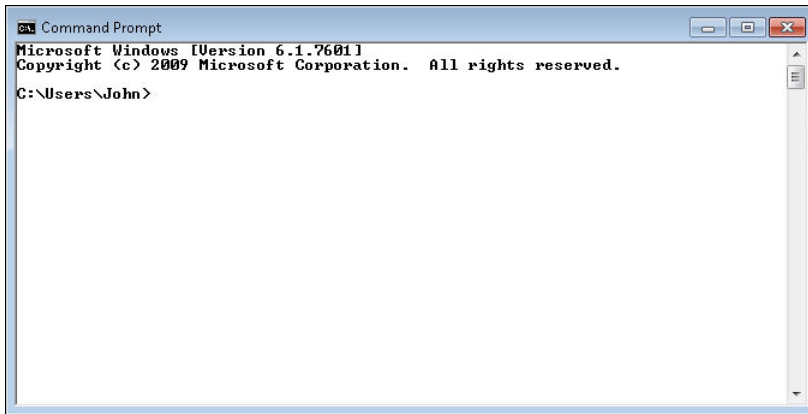 Command Prompt
Microsoft Windows [Version 6.1.7601]
Copyright (c) 2009 Microsoft Corporation.  All rights reserved.
C:\Users\John>